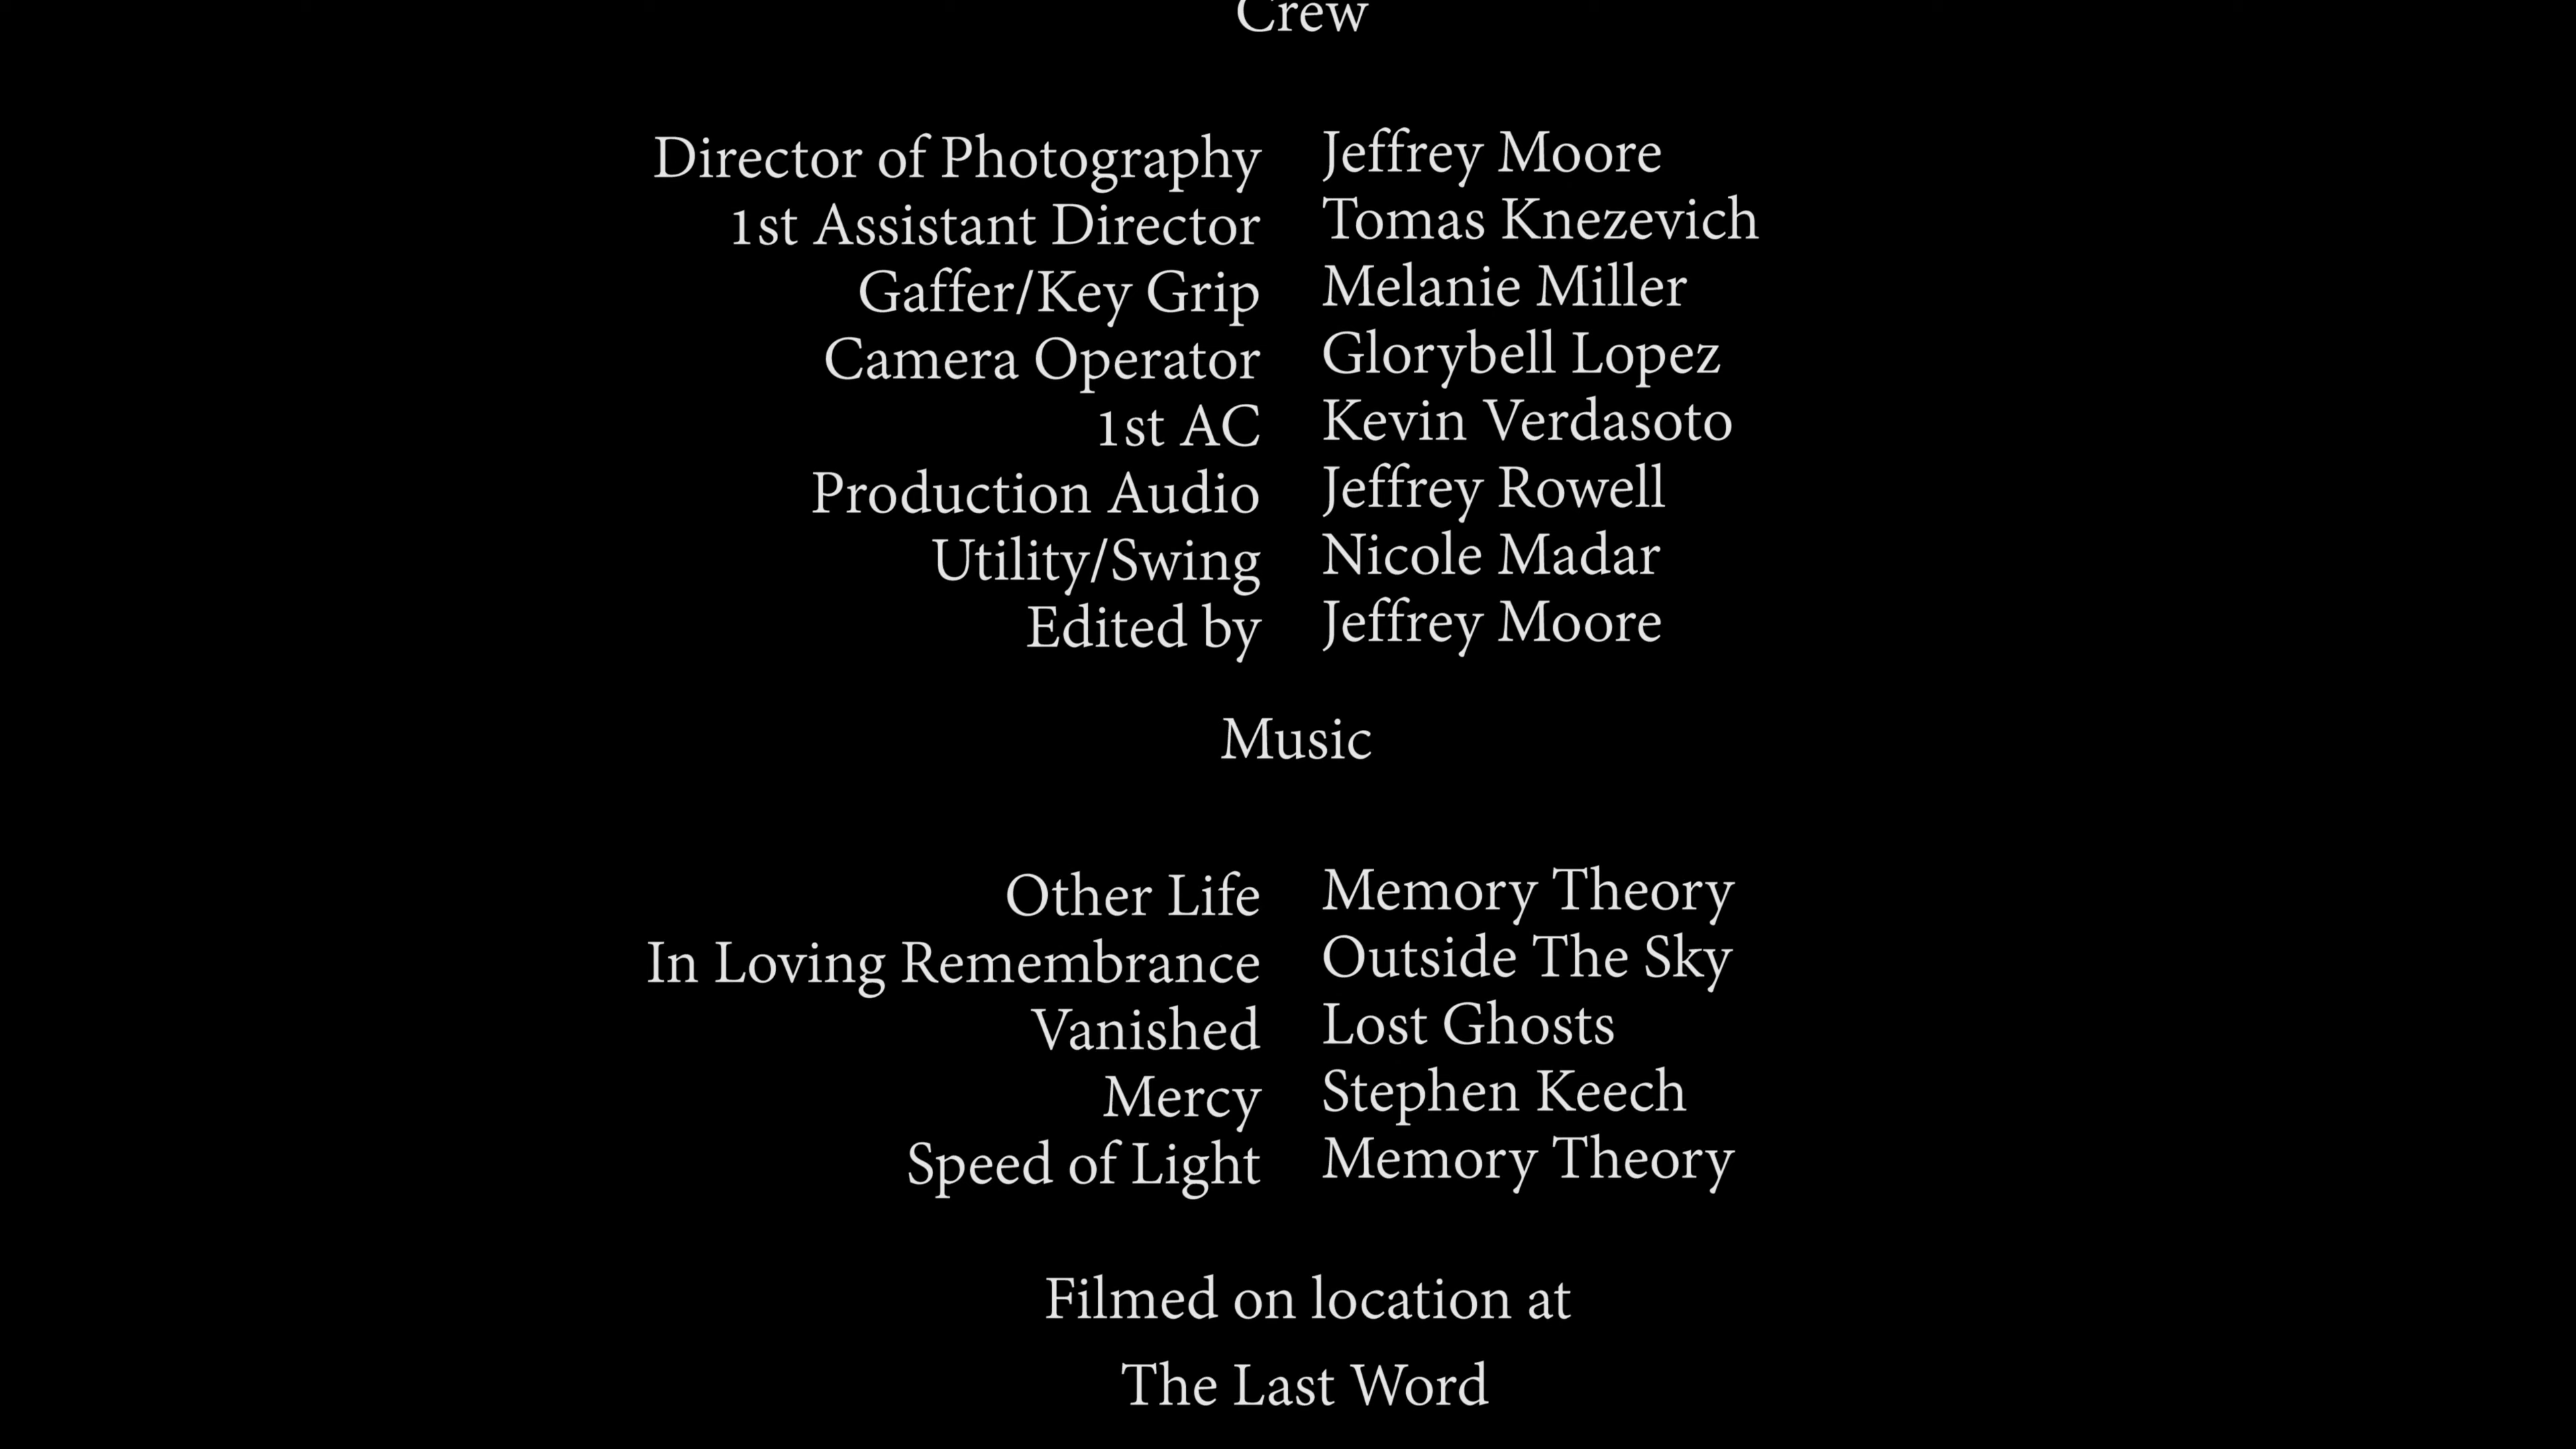 Crew
Director of Photography Jeffrey Moore
1st Assistant Director Tomas Knezevich
Gaffer/Key Grip Melanie Miller
Camera Operator Glorybell Lopez
1st AC Kevin Verdasoto
Production Audio Jeffrey Rowell
Utility/Swing Nicole Madar
Edited by Jeffrey Moore
Music
Other Life Memory Theory
In Loving Remembrance Outside The Sky
Vanished Lost Ghosts
Mercy Stephen Keech
Speed of Light Memory Theory
Filmed on location at
The Last Word